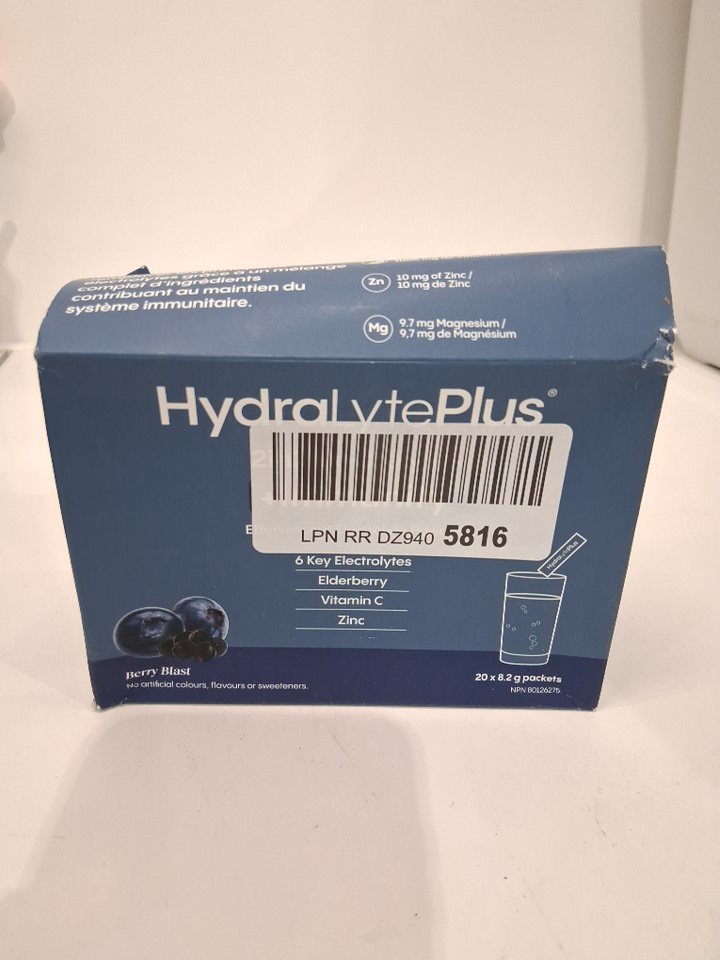 complet d'ingrédients
contribuant au maintien du
système immunitaire.
Zn
10 mg of Zinc /
10 mg de Zinc
Mg
9.7 mg Magnesium /
9,7 mg de Magnésium
HydraLytePlus®
LPN RR DZ940 5816
6 Key Electrolytes
Elderberry
Vitamin C
Zinc
HydraLytePlus
Berry Blast
No artificial colours, flavours or sweeteners.
20 x 8.2 g packets
NPN 80126275